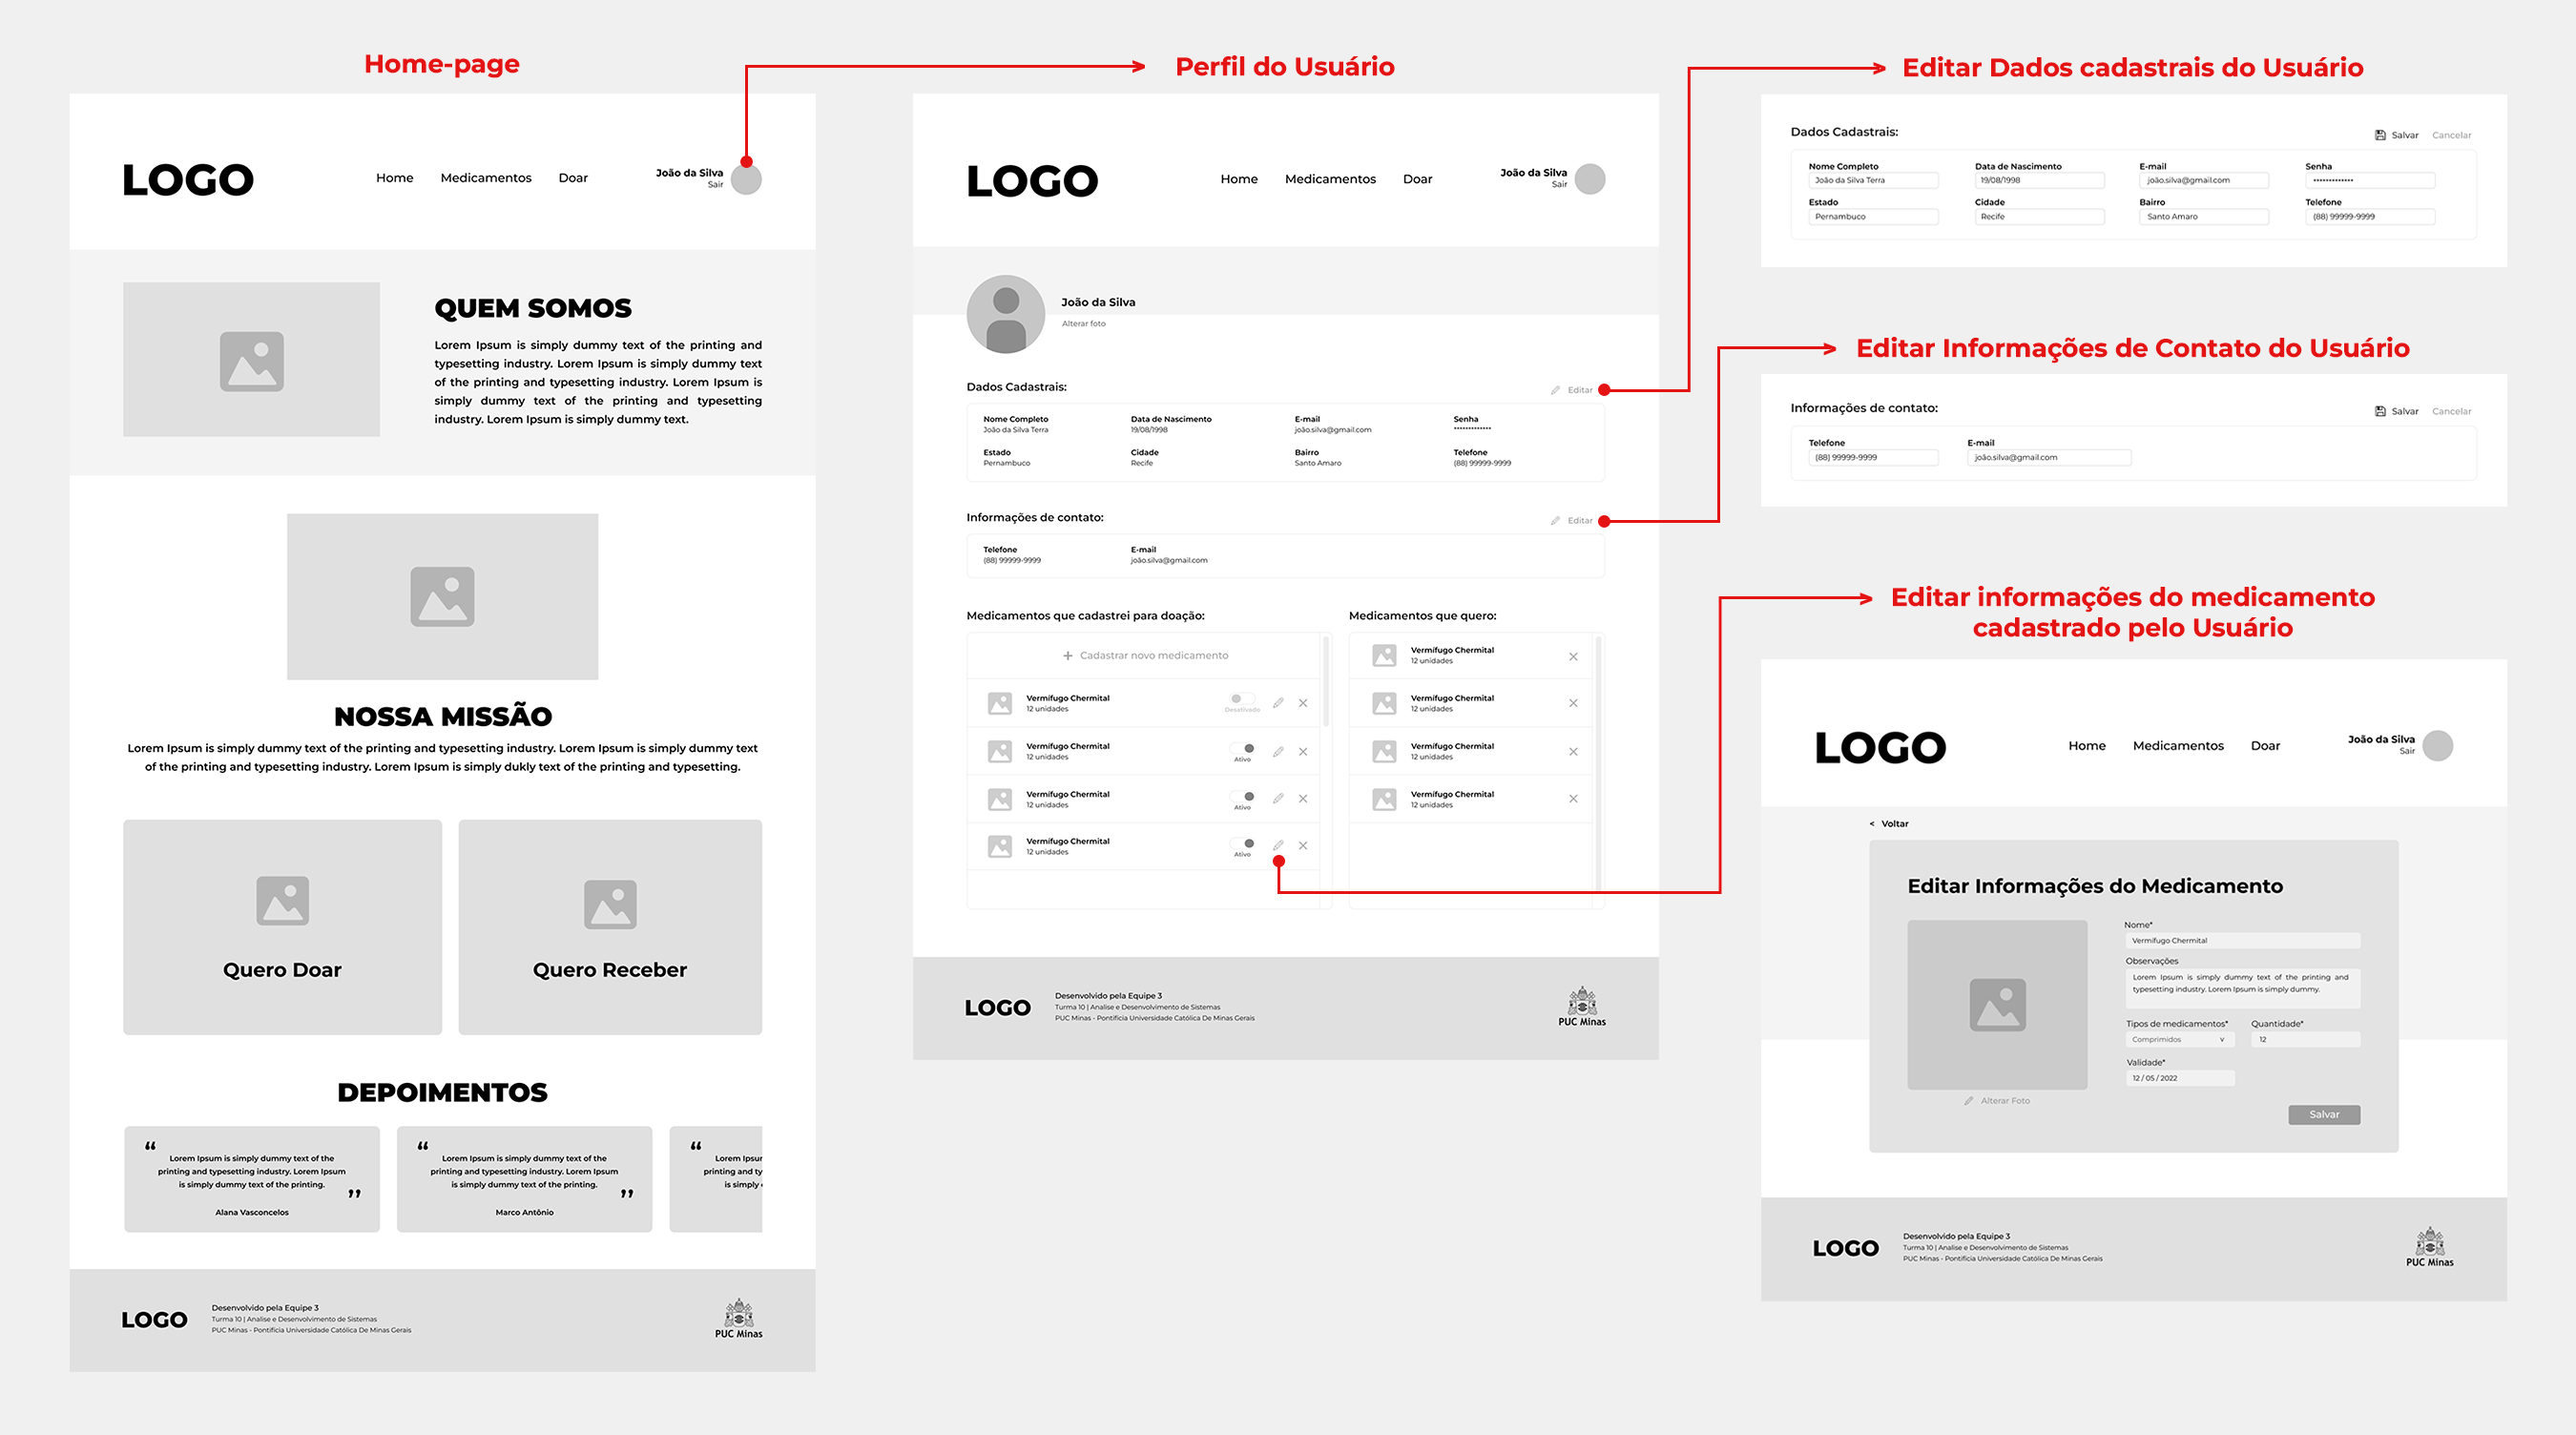 Home-page
LOGO
Home
Medicamentos
Doar
João da Silva
Sair
QUEM SOMOS
Lorem Ipsum is simply dummy text of the printing and
typesetting industry. Lorem Ipsum is simply dummy text
of the printing and typesetting industry. Lorem Ipsum is
simply dummy text of the printing and typesetting
industry. Lorem Ipsum is simply dummy text.
NOSSA MISSÃO
Lorem Ipsum is simply dummy text of the printing and typesetting industry. Lorem Ipsum is simply dummy text
of the printing and typesetting industry. Lorem Ipsum is simply dukly text of the printing and typesetting.
Quero Doar
Quero Receber
DEPOIMENTOS
“
Lorem Ipsum is simply dummy text of the
printing and typesetting industry. Lorem Ipsum
is simply dummy text of the printing.
”
Alana Vasconcelos
“
Lorem Ipsum is simply dummy text of the
printing and typesetting industry. Lorem Ipsum
is simply dummy text of the printing.
”
Marco Antônio
“
Lorem Ipsu
printing and ty
is simply
LOGO
Desenvolvido pela Equipe 3
Turma 10 | Analise e Desenvolvimento de Sistemas
PUC Minas - Pontifícia Universidade Católica De Minas Gerais
PUC Minas
Perfil do Usuário
LOGO
Home
Medicamentos
Doar
João da Silva
Sair
João da Silva
Alterar foto
Dados Cadastrais:
Editar
Nome Completo
João da Silva Terra
Data de Nascimento
19/08/1998
E-mail
joão.silva@gmail.com
Senha
•••••••••••••
Estado
Pernambuco
Cidade
Recife
Bairro
Santo Amaro
Telefone
(88) 99999-9999
Informações de contato:
Editar
Telefone
(88) 99999-9999
E-mail
joão.silva@gmail.com
Medicamentos que cadastrei para doação:
+ Cadastrar novo medicamento
Vermífugo Chermital
12 unidades
Desativado
Vermífugo Chermital
12 unidades
Ativo
Vermífugo Chermital
12 unidades
Ativo
Vermífugo Chermital
12 unidades
Ativo
Medicamentos que quero:
Vermífugo Chermital
12 unidades
Vermífugo Chermital
12 unidades
Vermífugo Chermital
12 unidades
Vermífugo Chermital
12 unidades
LOGO
Desenvolvido pela Equipe 3
Turma 10 | Analise e Desenvolvimento de Sistemas
PUC Minas - Pontifícia Universidade Católica De Minas Gerais
PUC Minas
Editar Dados cadastrais do Usuário
Dados Cadastrais:
Salvar
Cancelar
Nome Completo
João da Silva Terra
Data de Nascimento
19/08/1998
E-mail
joão.silva@gmail.com
Senha
•••••••••••••
Estado
Pernambuco
Cidade
Recife
Bairro
Santo Amaro
Telefone
(88) 99999-9999
Editar Informações de Contato do Usuário
Informações de contato:
Salvar
Cancelar
Telefone
(88) 99999-9999
E-mail
joão.silva@gmail.com
Editar informações do medicamento
cadastrado pelo Usuário
LOGO
Home
Medicamentos
Doar
João da Silva
Sair
< Voltar
Editar Informações do Medicamento
Alterar Foto
Nome*
Vermífugo Chermital
Observações
Lorem Ipsum is simply dummy text of the printing and
typesetting industry. Lorem Ipsum is simply dummy.
Tipos de medicamentos*
Comprimidos
Quantidade*
12
Validade*
12 / 05 / 2022
Salvar
LOGO
Desenvolvido pela Equipe 3
Turma 10 | Analise e Desenvolvimento de Sistemas
PUC Minas - Pontifícia Universidade Católica De Minas Gerais
PUC Minas